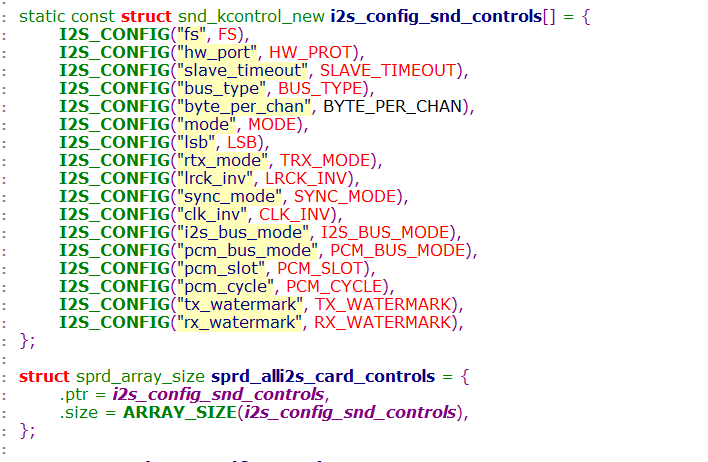 : static const struct snd_kcontrol_new i2s_config_snd_controls[] = {
: I2S_CONFIG("fs", FS),
: I2S_CONFIG("hw_port", HW_PROT),
: I2S_CONFIG("slave_timeout", SLAVE_TIMEOUT),
: I2S_CONFIG("bus_type", BUS_TYPE),
: I2S_CONFIG("byte_per_chan", BYTE_PER_CHAN),
: I2S_CONFIG("mode", MODE),
: I2S_CONFIG("lsb", LSB),
: I2S_CONFIG("rtx_mode", TRX_MODE),
: I2S_CONFIG("lrck_inv", LRCK_INV),
: I2S_CONFIG("sync_mode", SYNC_MODE),
: I2S_CONFIG("clk_inv", CLK_INV),
: I2S_CONFIG("i2s_bus_mode", I2S_BUS_MODE),
: I2S_CONFIG("pcm_bus_mode", PCM_BUS_MODE),
: I2S_CONFIG("pcm_slot", PCM_SLOT),
: I2S_CONFIG("pcm_cycle", PCM_CYCLE),
: I2S_CONFIG("tx_watermark", TX_WATERMARK),
: I2S_CONFIG("rx_watermark", RX_WATERMARK),
: };
:
: struct sprd_array_size sprd_alli2s_card_controls = {
: .ptr = i2s_config_snd_controls,
: .size = ARRAY_SIZE(i2s_config_snd_controls),
: };
: